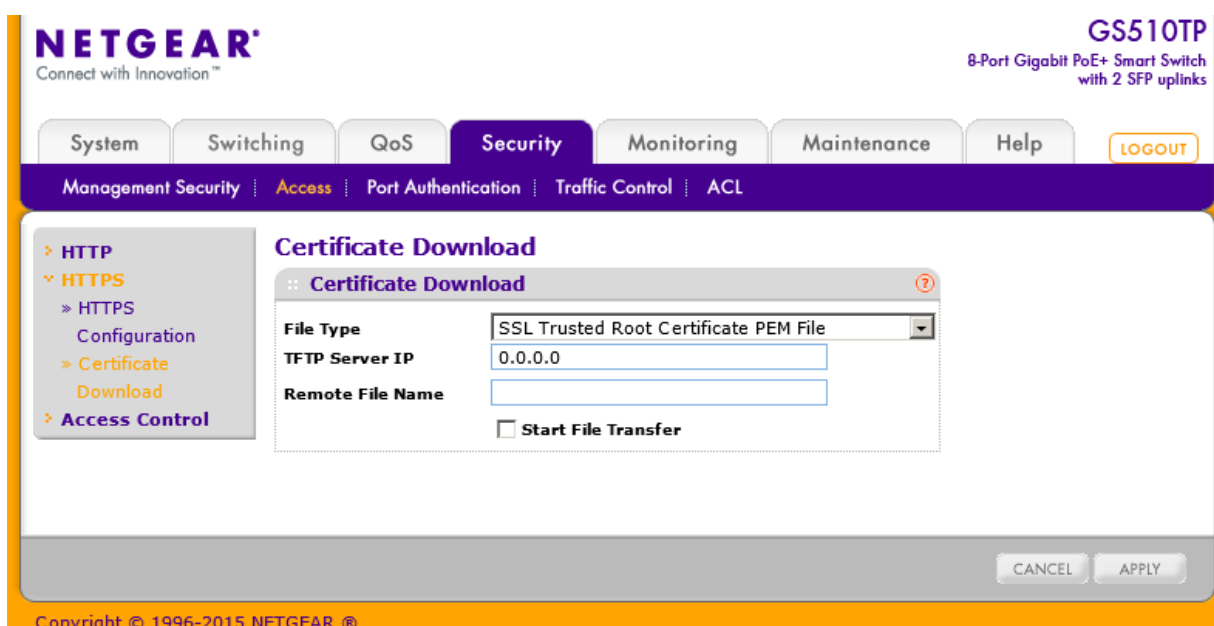 NETGEAR®
Connect with Innovation™
GS510TP
8-Port Gigabit PoE+ Smart Switch
with 2 SFP uplinks
System Switching QoS Security Monitoring Maintenance Help LOGOUT
Management Security Access Port Authentication Traffic Control ACL
HTTP
HTTPS
» HTTPS
Configuration
» Certificate
Download
Access Control
Certificate Download
Certificate Download ?
File Type SSL Trusted Root Certificate PEM File
TFTP Server IP 0.0.0.0
Remote File Name
Start File Transfer
CANCEL APPLY
Copyright © 1996-2015 NETGEAR ®